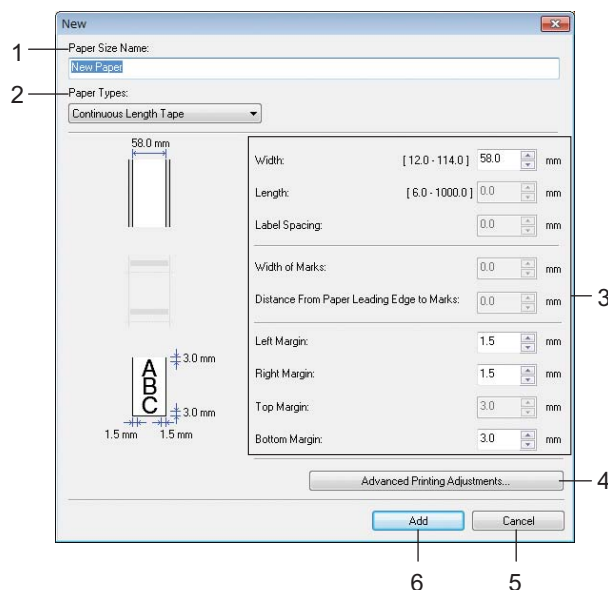 New
1
Paper Size Name:
New Paper
2
Paper Types:
Continuous Length Tape
58.0 mm
Width: [ 12.0 - 114.0 ] 58.0 mm
Length: [ 6.0 - 1000.0 ] 0.0 mm
Label Spacing: 0.0 mm
Width of Marks: 0.0 mm
Distance From Paper Leading Edge to Marks: 0.0 mm
3
Left Margin: 1.5 mm
Right Margin: 1.5 mm
Top Margin: 3.0 mm
Bottom Margin: 3.0 mm
A
B
C
3.0 mm
3.0 mm
1.5 mm 1.5 mm
Advanced Printing Adjustments...
4
Add Cancel
6 5